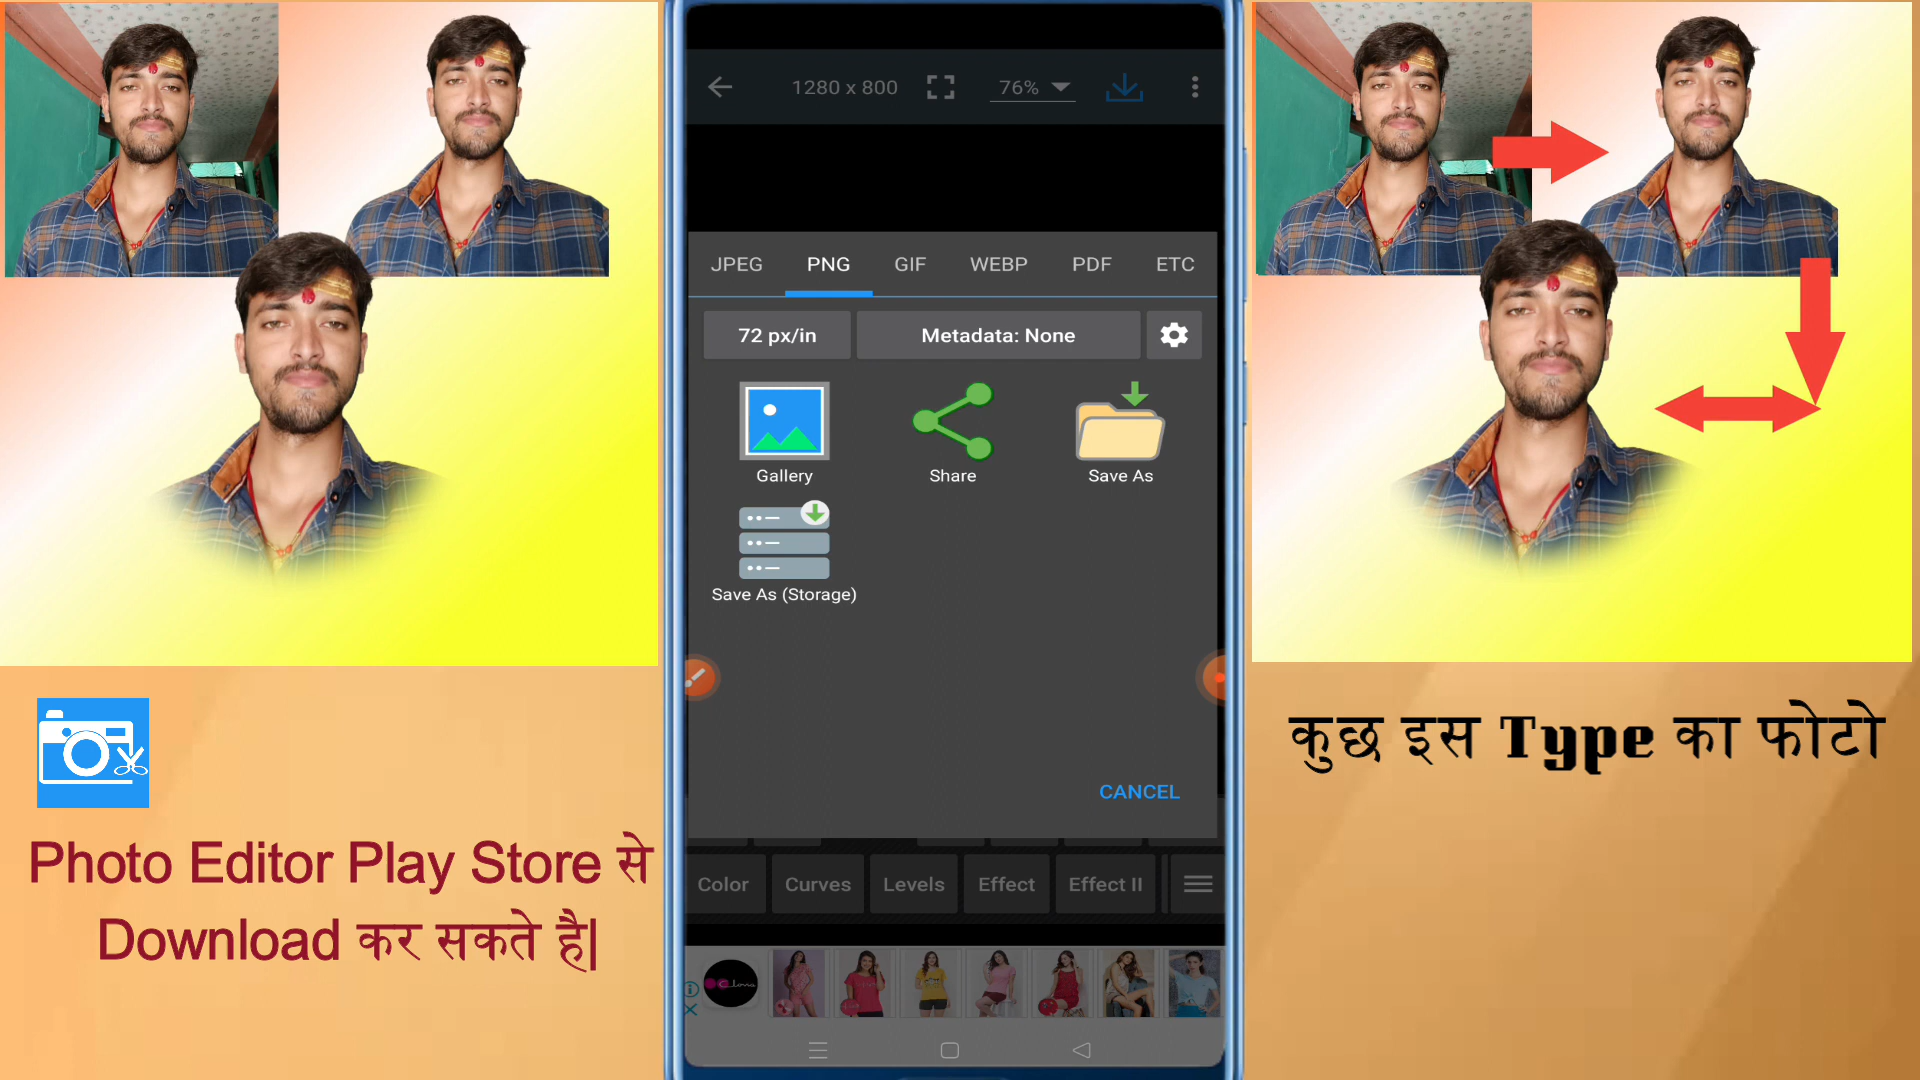 1280 x 800
76%
JPEG PNG GIF WEBP PDF ETC
72 px/in Metadata: None
Gallery Share Save As
Save As (Storage)
CANCEL
Color Curves Levels Effect Effect II
Photo Editor Play Store से
Download कर सकते है|
कुछ इस Type का फोटो